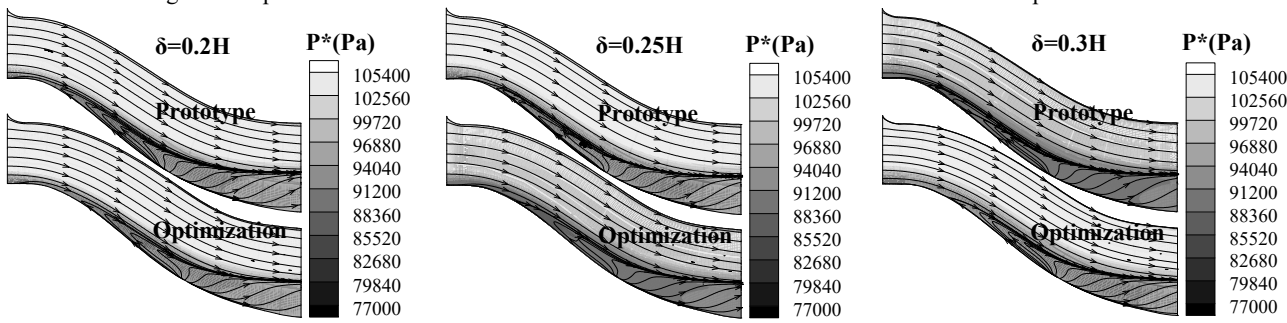 δ=0.2H
P*(Pa)
105400
102560
99720
96880
94040
91200
88360
85520
82680
79840
77000
Prototype
Optimization
δ=0.25H
P*(Pa)
105400
102560
99720
96880
94040
91200
88360
85520
82680
79840
77000
Prototype
Optimization
δ=0.3H
P*(Pa)
105400
102560
99720
96880
94040
91200
88360
85520
82680
79840
77000
Prototype
Optimization